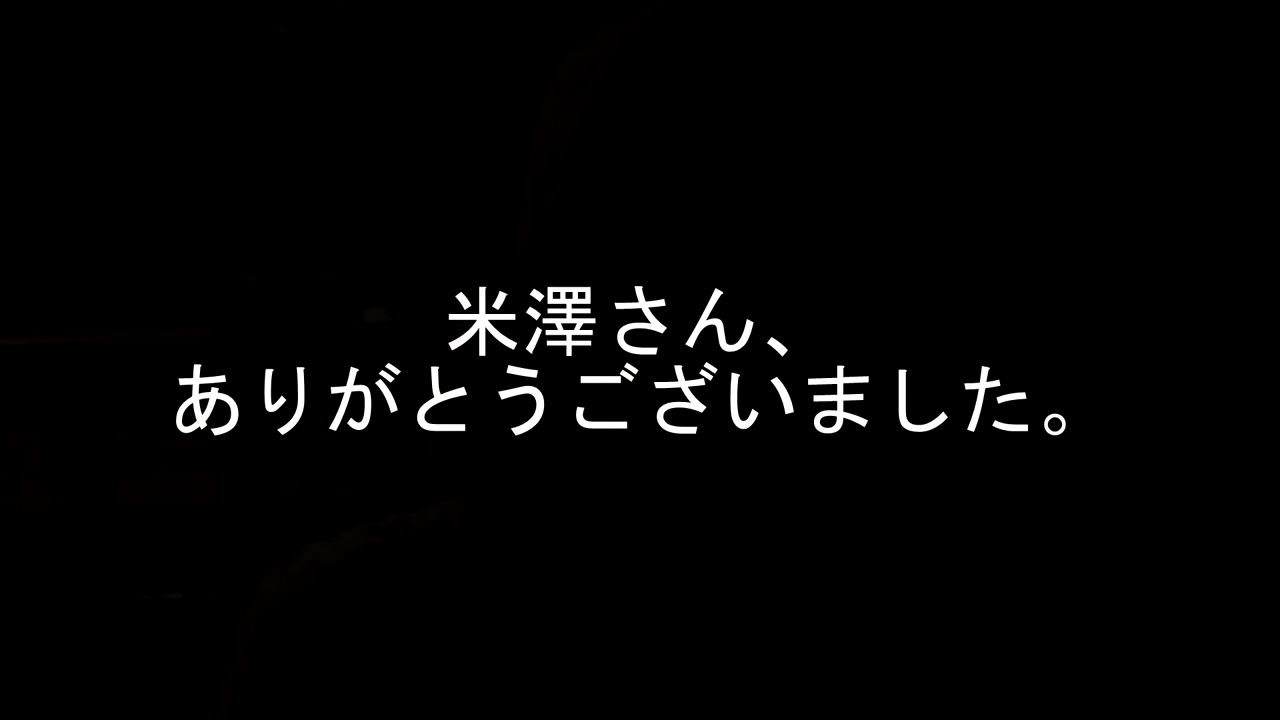 米澤さん、
ありがとうございました。